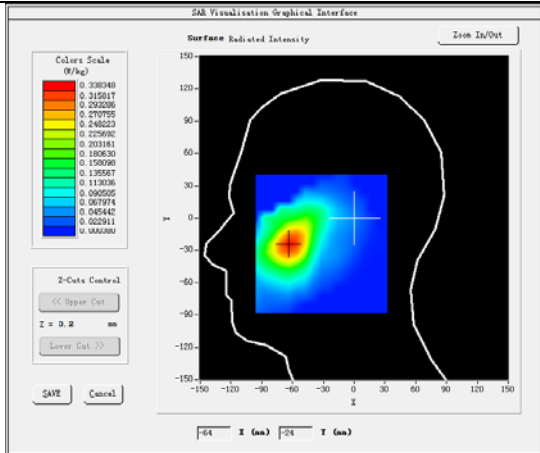 SAR Visualisation Graphical Interface
Surface Radiated Intensity
Zoom In/Out
Colors Scale
(W/kg)
0.338348
0.315817
0.293286
0.270755
0.248223
0.225692
0.203161
0.180630
0.158098
0.135567
0.113036
0.090505
0.067974
0.045442
0.022911
0.000380
150
120
90
60
30
0
-30
-60
-90
-120
-150
Y
-150 -120 -90 -60 -30 0 30 60 90 120 150
X
Z-Cuts Control
<< Upper Cut
Z = 3.2 mm
Lower Cut >>
SAVE Cancel
-64 X (mm) -24 Y (mm)